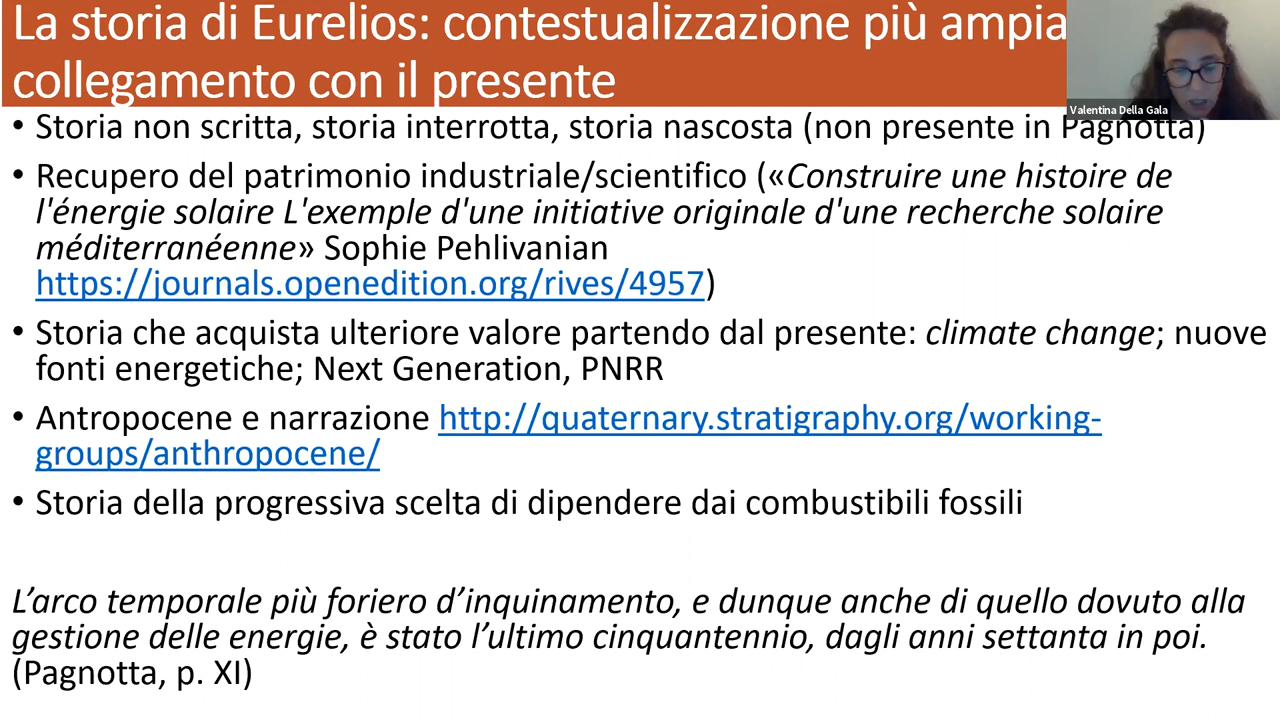 La storia di Eurelios: contestualizzazione più ampia
collegamento con il presente
Valentina Della Gala
• Storia non scritta, storia interrotta, storia nascosta (non presente in Pagnotta)
• Recupero del patrimonio industriale/scientifico («Construire une histoire de
l'énergie solaire L'exemple d'une initiative originale d'une recherche solaire
méditerranéenne» Sophie Pehlivanian
https://journals.openedition.org/rives/4957)
• Storia che acquista ulteriore valore partendo dal presente: climate change; nuove
fonti energetiche; Next Generation, PNRR
• Antropocene e narrazione http://quaternary.stratigraphy.org/working-
groups/anthropocene/
• Storia della progressiva scelta di dipendere dai combustibili fossili
L’arco temporale più foriero d’inquinamento, e dunque anche di quello dovuto alla
gestione delle energie, è stato l’ultimo cinquantennio, dagli anni settanta in poi.
(Pagnotta, p. XI)